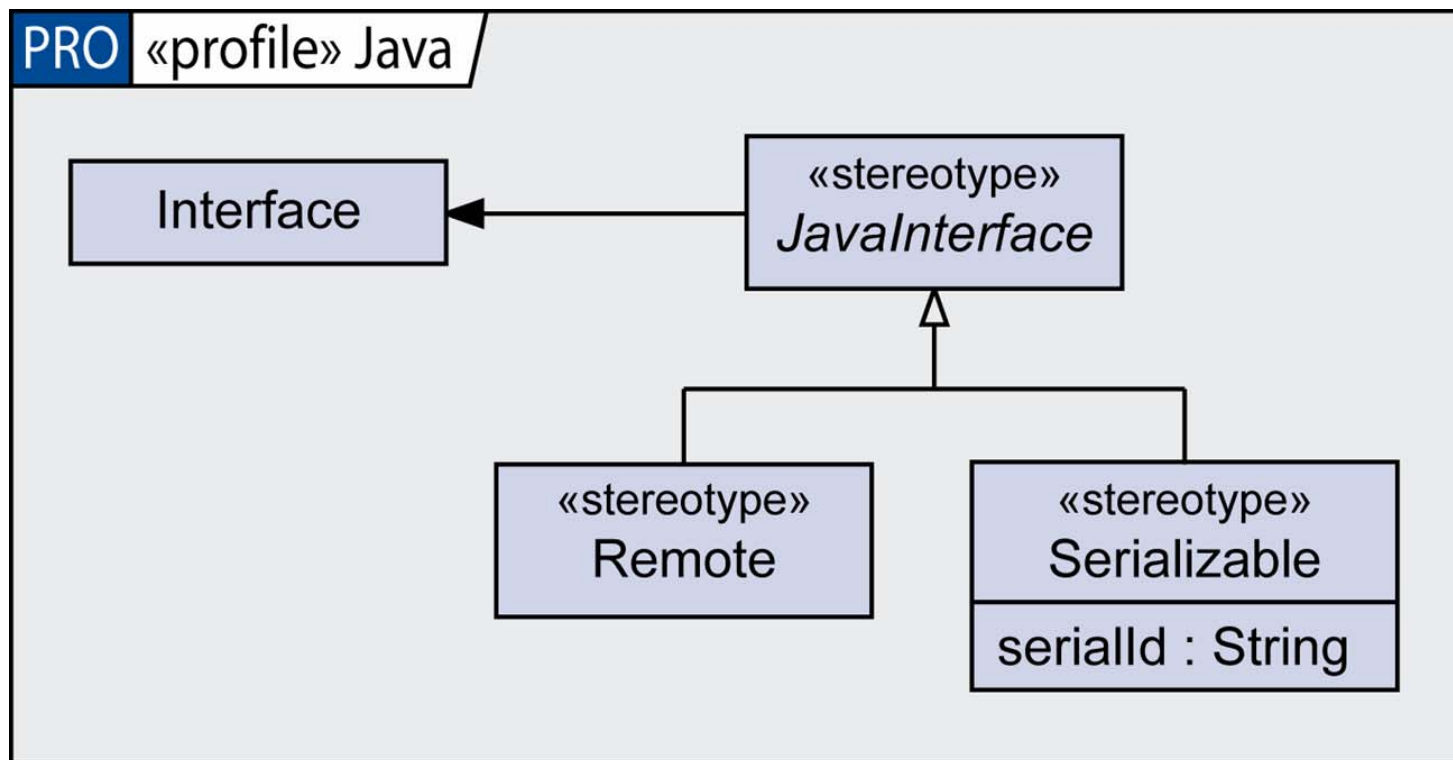 PRO «profile» Java
Interface
«stereotype»
JavaInterface
«stereotype»
Remote
«stereotype»
Serializable
serialId : String